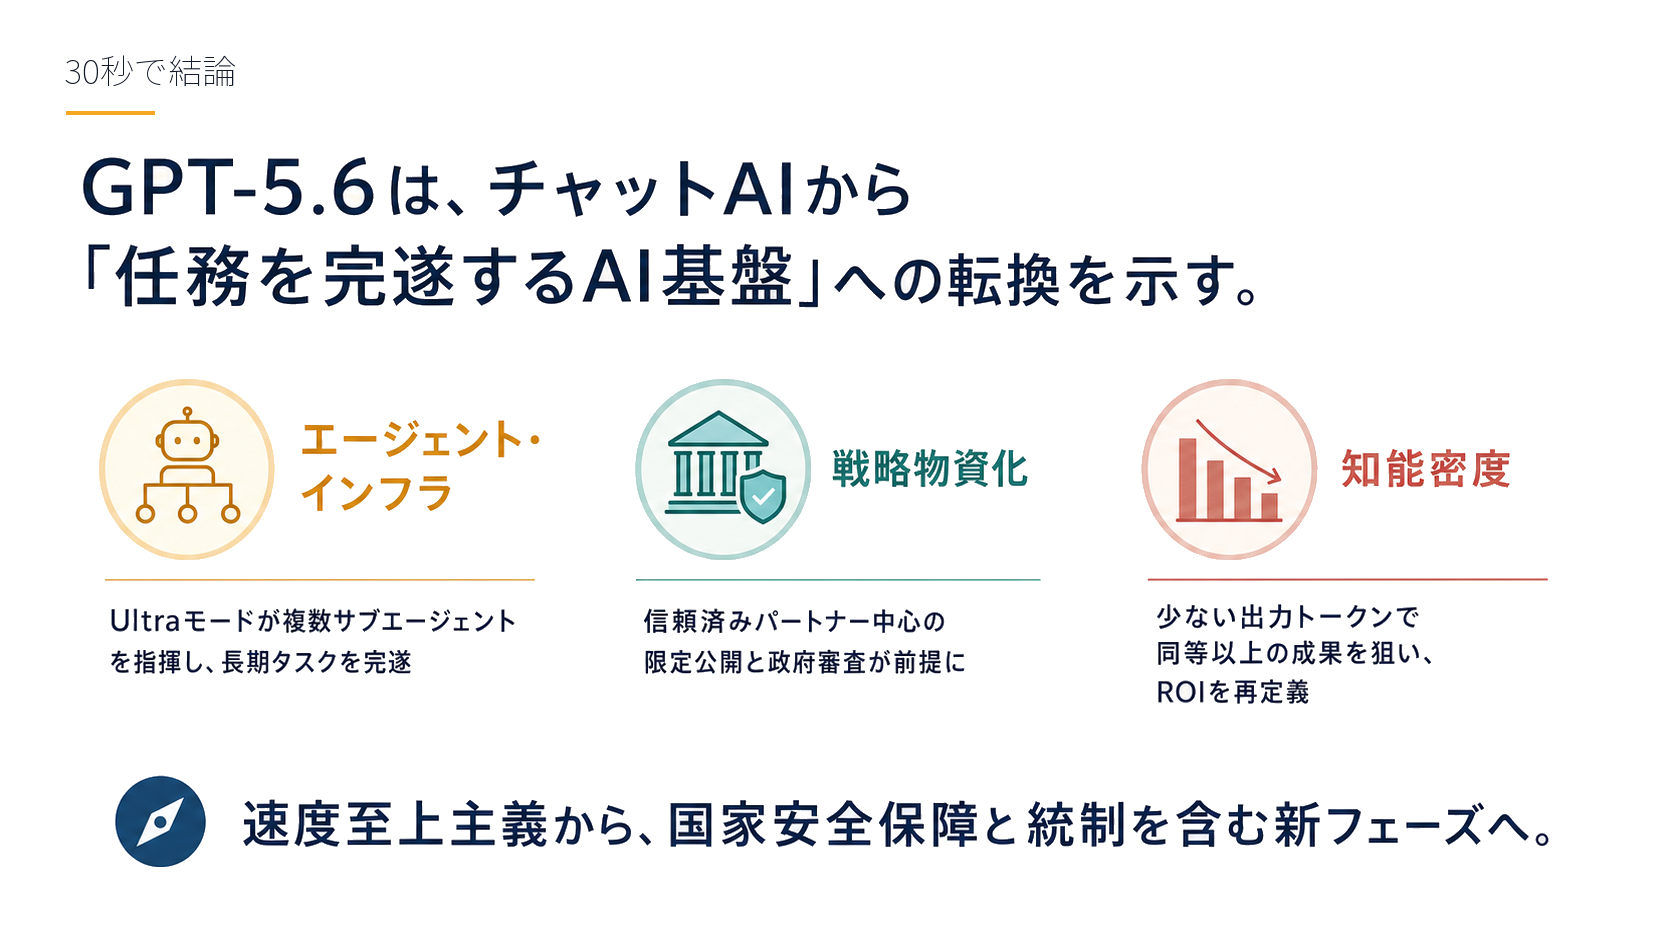 30秒で結論
GPT-5.6は、チャットAIから
「任務を完遂するAI基盤」への転換を示す。
エージェント・
インフラ
Ultraモードが複数サブエージェント
を指揮し、長期タスクを完遂
戦略物資化
信頼済みパートナー中心の
限定公開と政府審査が前提に
知能密度
少ない出力トークンで
同等以上の成果を狙い、
ROIを再定義
速度至上主義から、国家安全保障と統制を含む新フェーズへ。